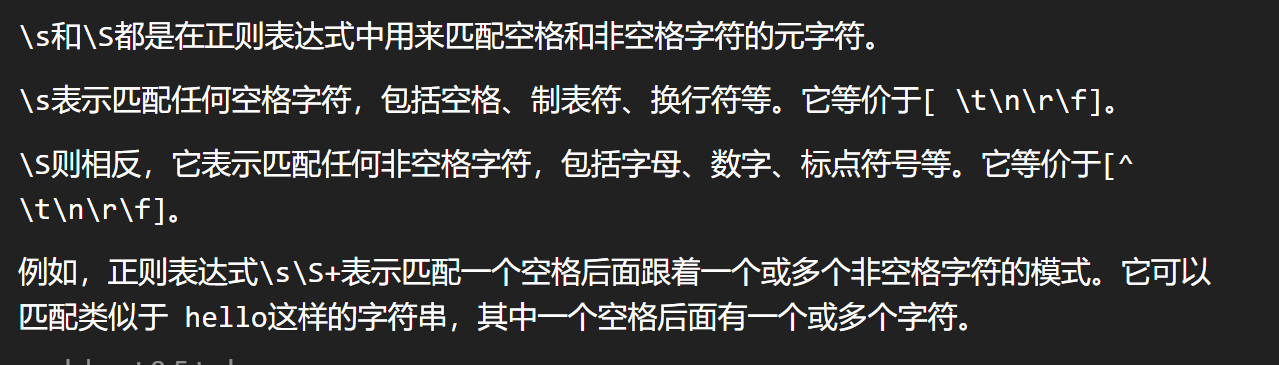 \s和\S都是在正则表达式中用来匹配空格和非空格字符的元字符。
\s表示匹配任何空格字符，包括空格、制表符、换行符等。它等价于[ \t\n\r\f]。
\S则相反，它表示匹配任何非空格字符，包括字母、数字、标点符号等。它等价于[^
\t\n\r\f]。
例如，正则表达式\s\S+表示匹配一个空格后面跟着一个或多个非空格字符的模式。它可以
匹配类似于 hello这样的字符串，其中一个空格后面有一个或多个字符。